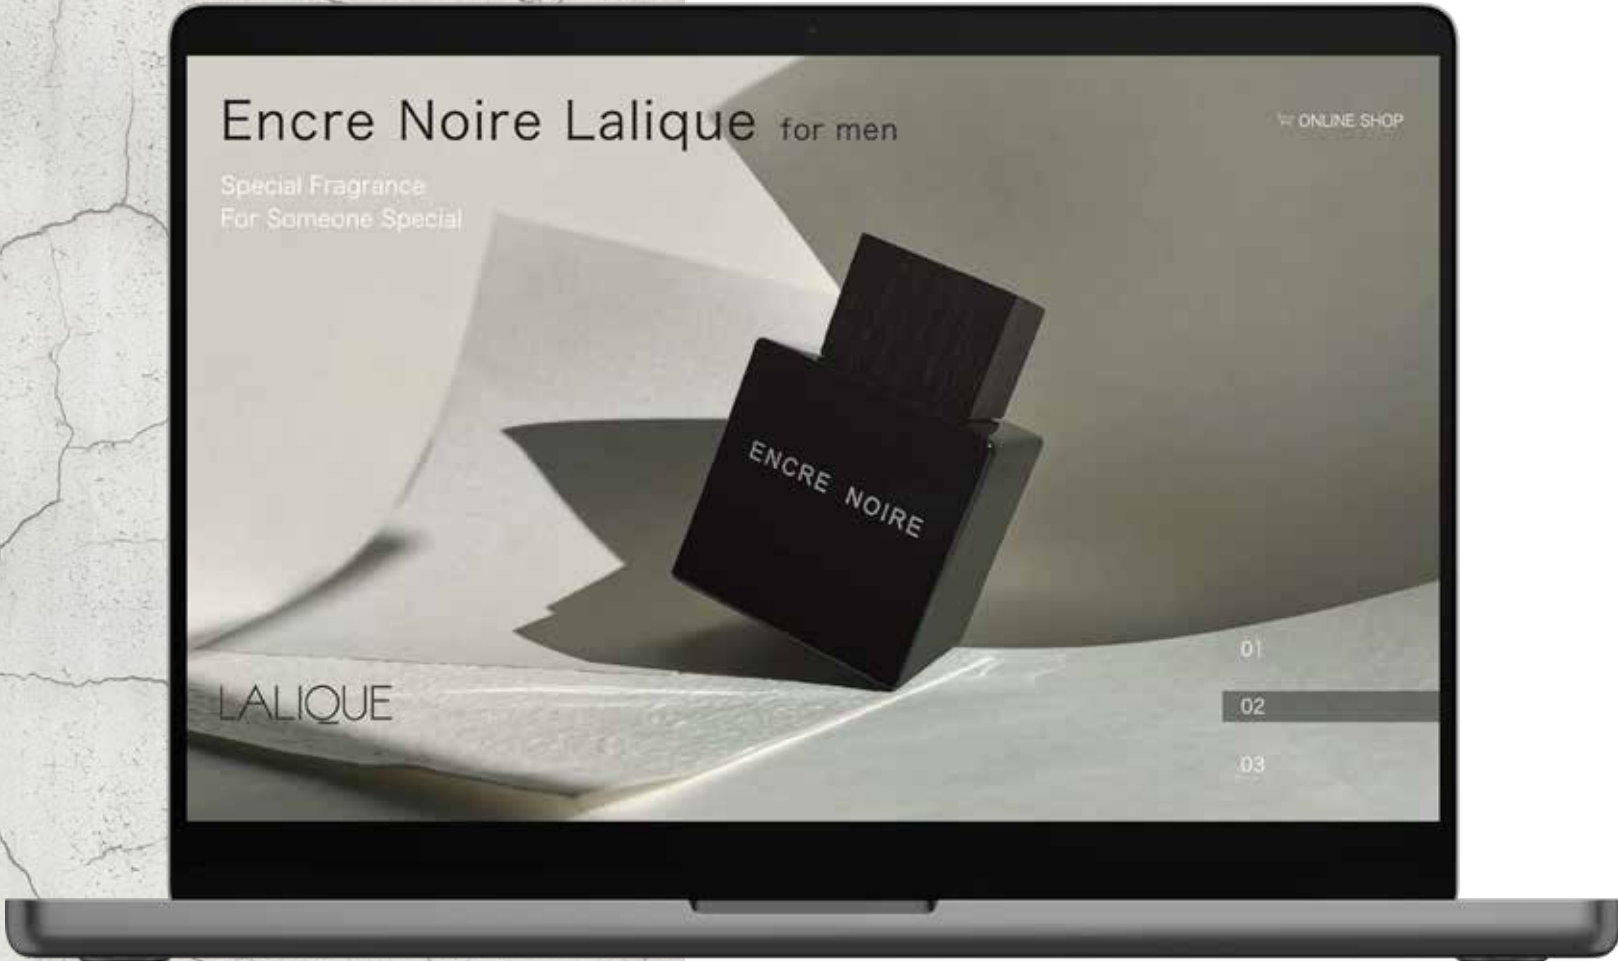 Encre Noire Lalique for men
ONLINE SHOP
Special Fragrance
For Someone Special
ENCRE NOIRE
01
LALIQUE
02
03